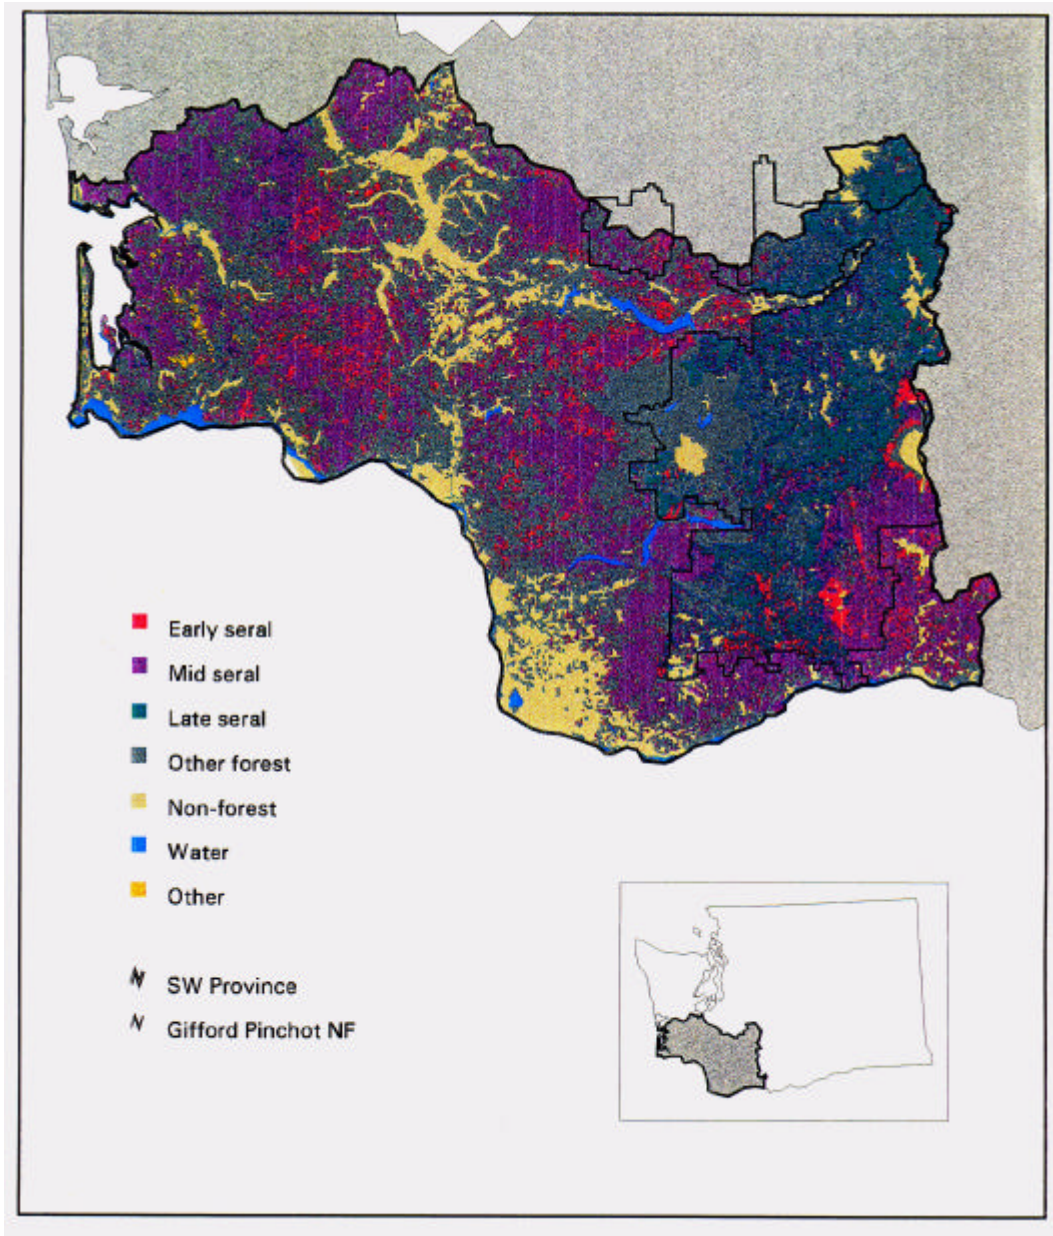 Early seral
Mid seral
Late seral
Other forest
Non-forest
Water
Other
SW Province
Gifford Pinchot NF